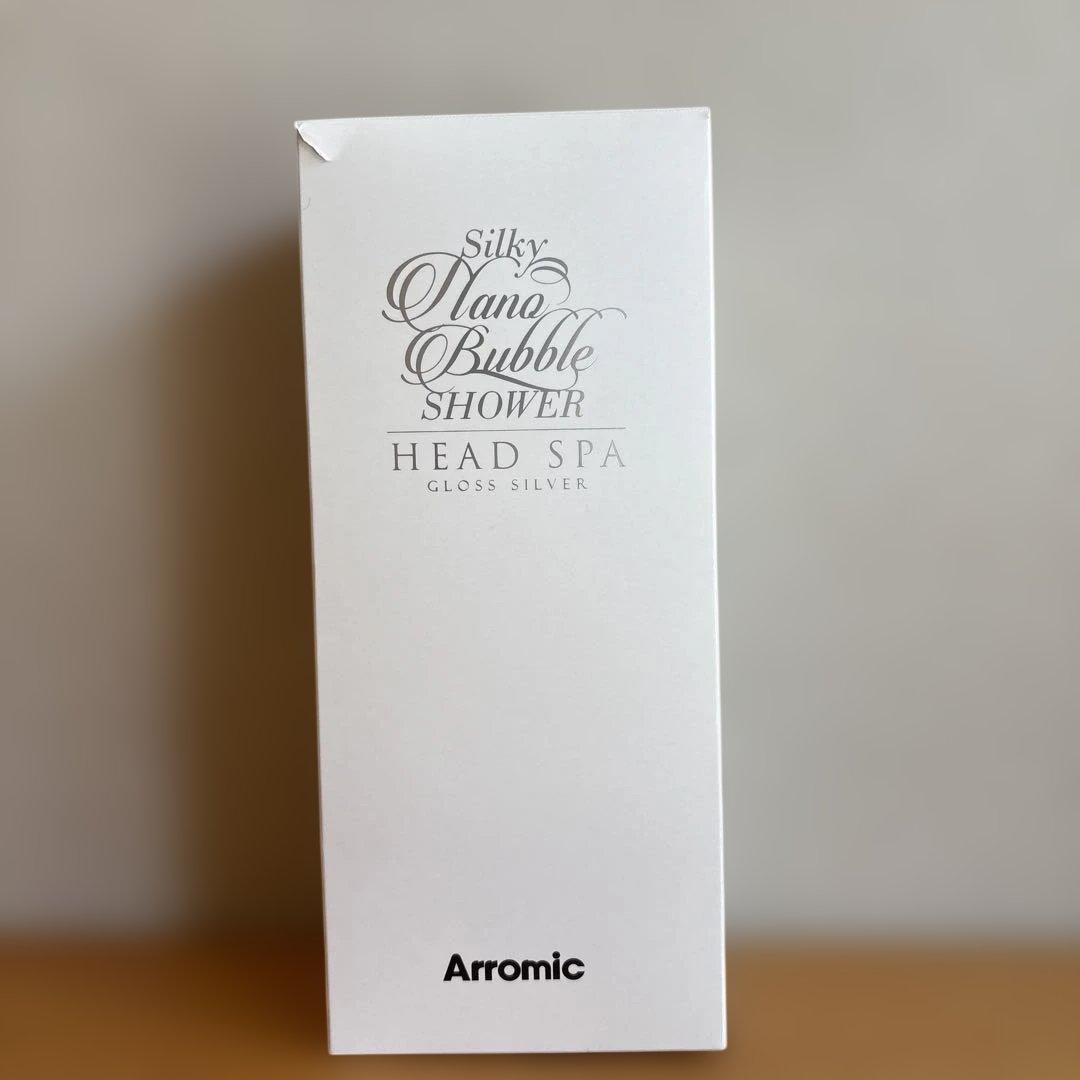 Silky
Nano
Bubble
SHOWER
HEAD SPA
GLOSS SILVER
Arromic